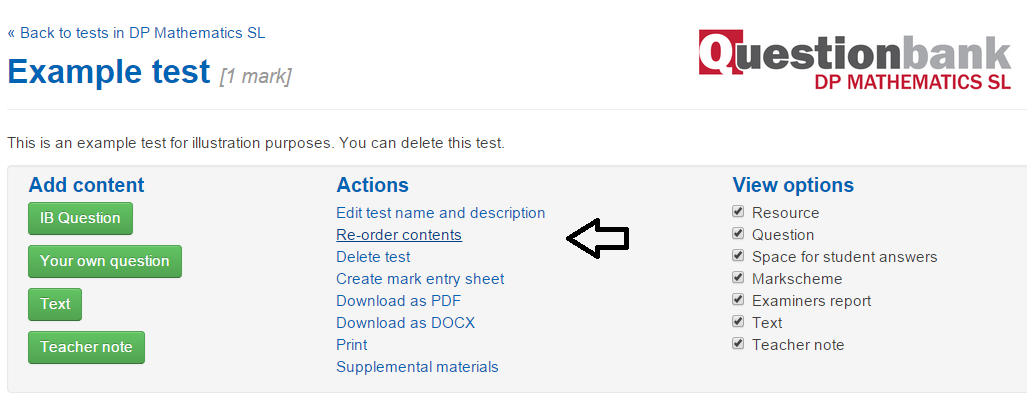 « Back to tests in DP Mathematics SL
Example test [1 mark]
Questionbank
DP MATHEMATICS SL
This is an example test for illustration purposes. You can delete this test.
Add content
IB Question
Your own question
Text
Teacher note
Actions
Edit test name and description
Re-order contents
Delete test
Create mark entry sheet
Download as PDF
Download as DOCX
Print
Supplemental materials
View options
Resource
Question
Space for student answers
Markscheme
Examiners report
Text
Teacher note